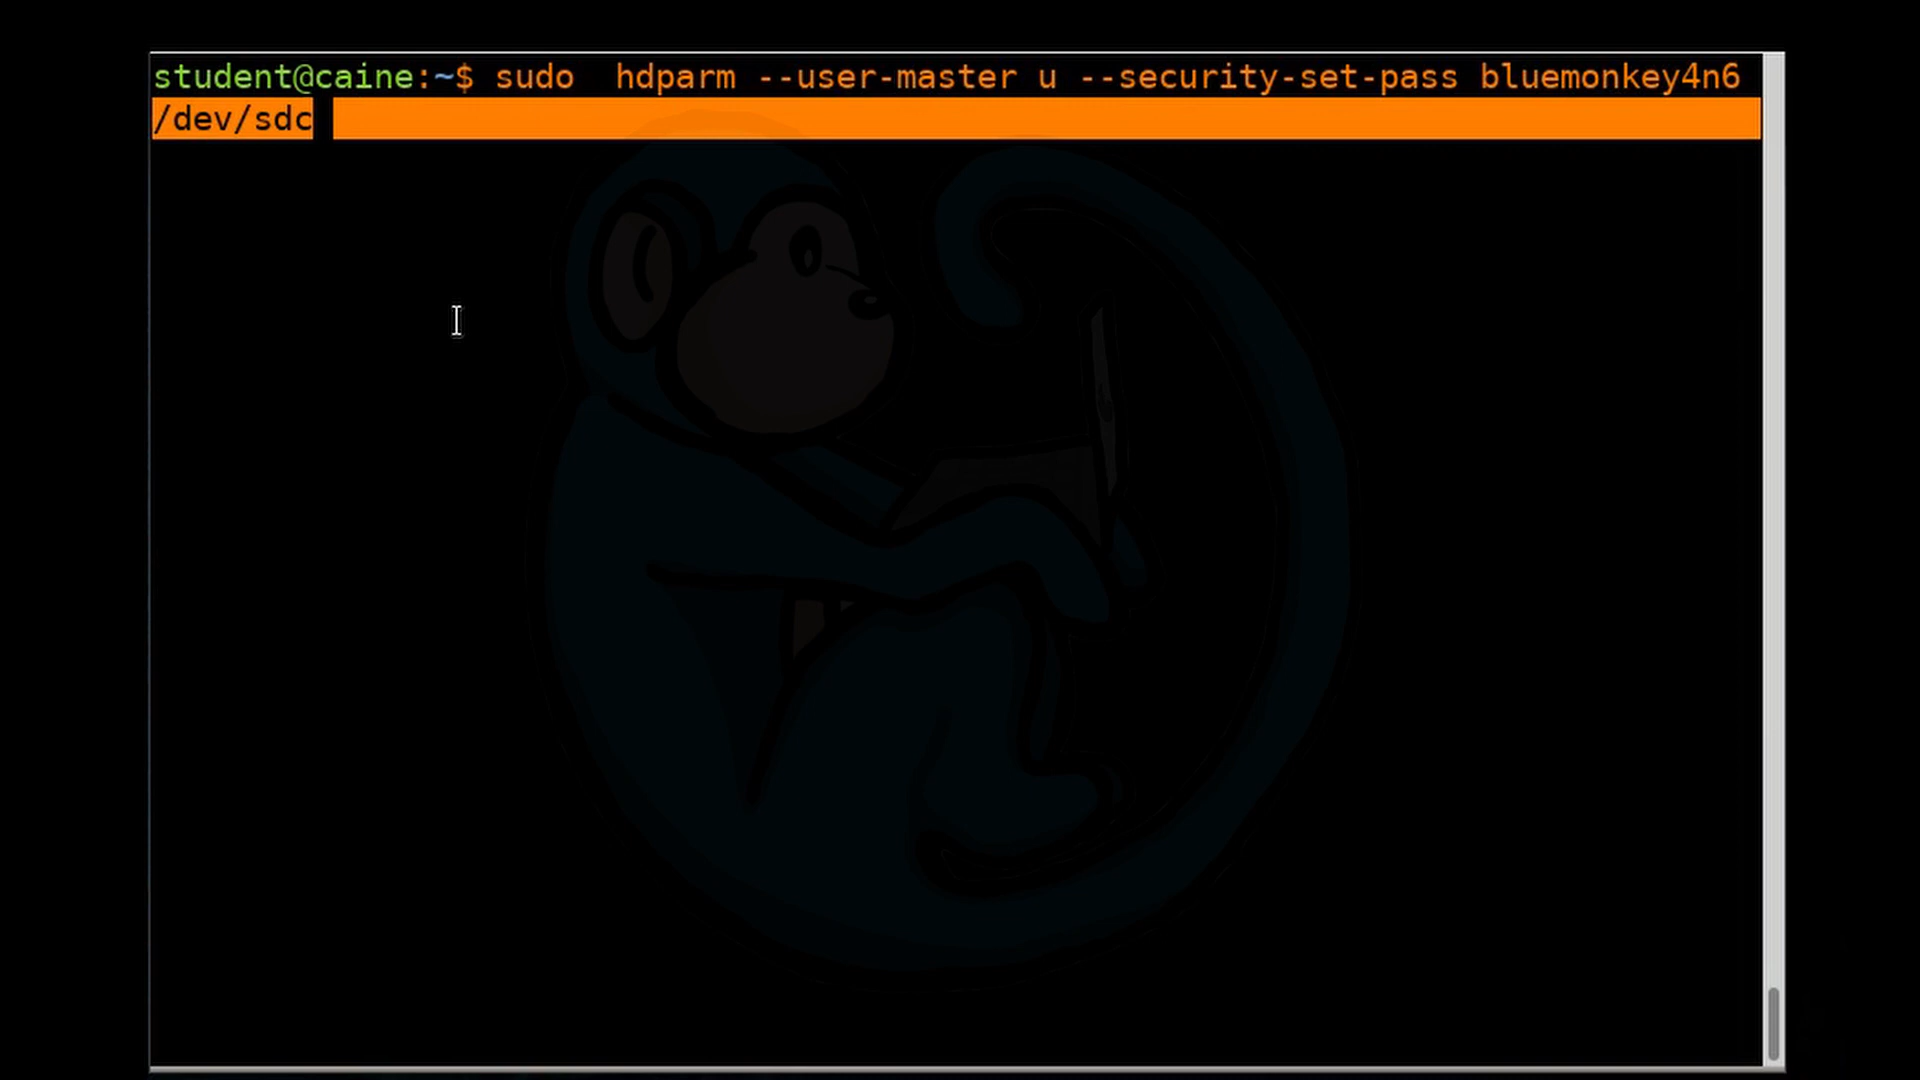 student@caine:~$ sudo  hdparm --user-master u --security-set-pass bluemonkey4n6
/dev/sdc